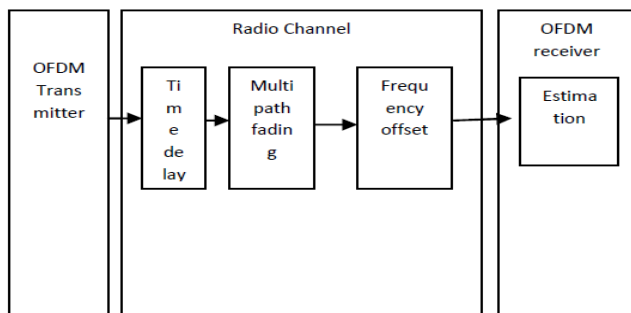 OFDM
Trans
mitter
Radio Channel
Ti
m
e
de
lay
Multi
path
fadin
g
Frequ
ency
offset
OFDM
receiver
Estima
tion